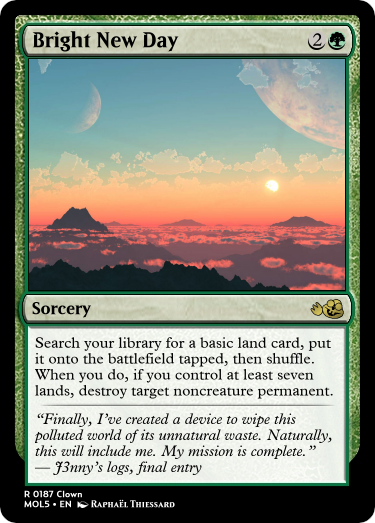 Bright New Day 2
Sorcery
Search your library for a basic land card, put
it onto the battlefield tapped, then shuffle.
When you do, if you control at least seven
lands, destroy target noncreature permanent.
“Finally, I’ve created a device to wipe this
polluted world of its unnatural waste. Naturally,
this will include me. My mission is complete.”
— J3nny’s logs, final entry
R 0187 Clown
MOL5 • EN Raphaël Thiessard